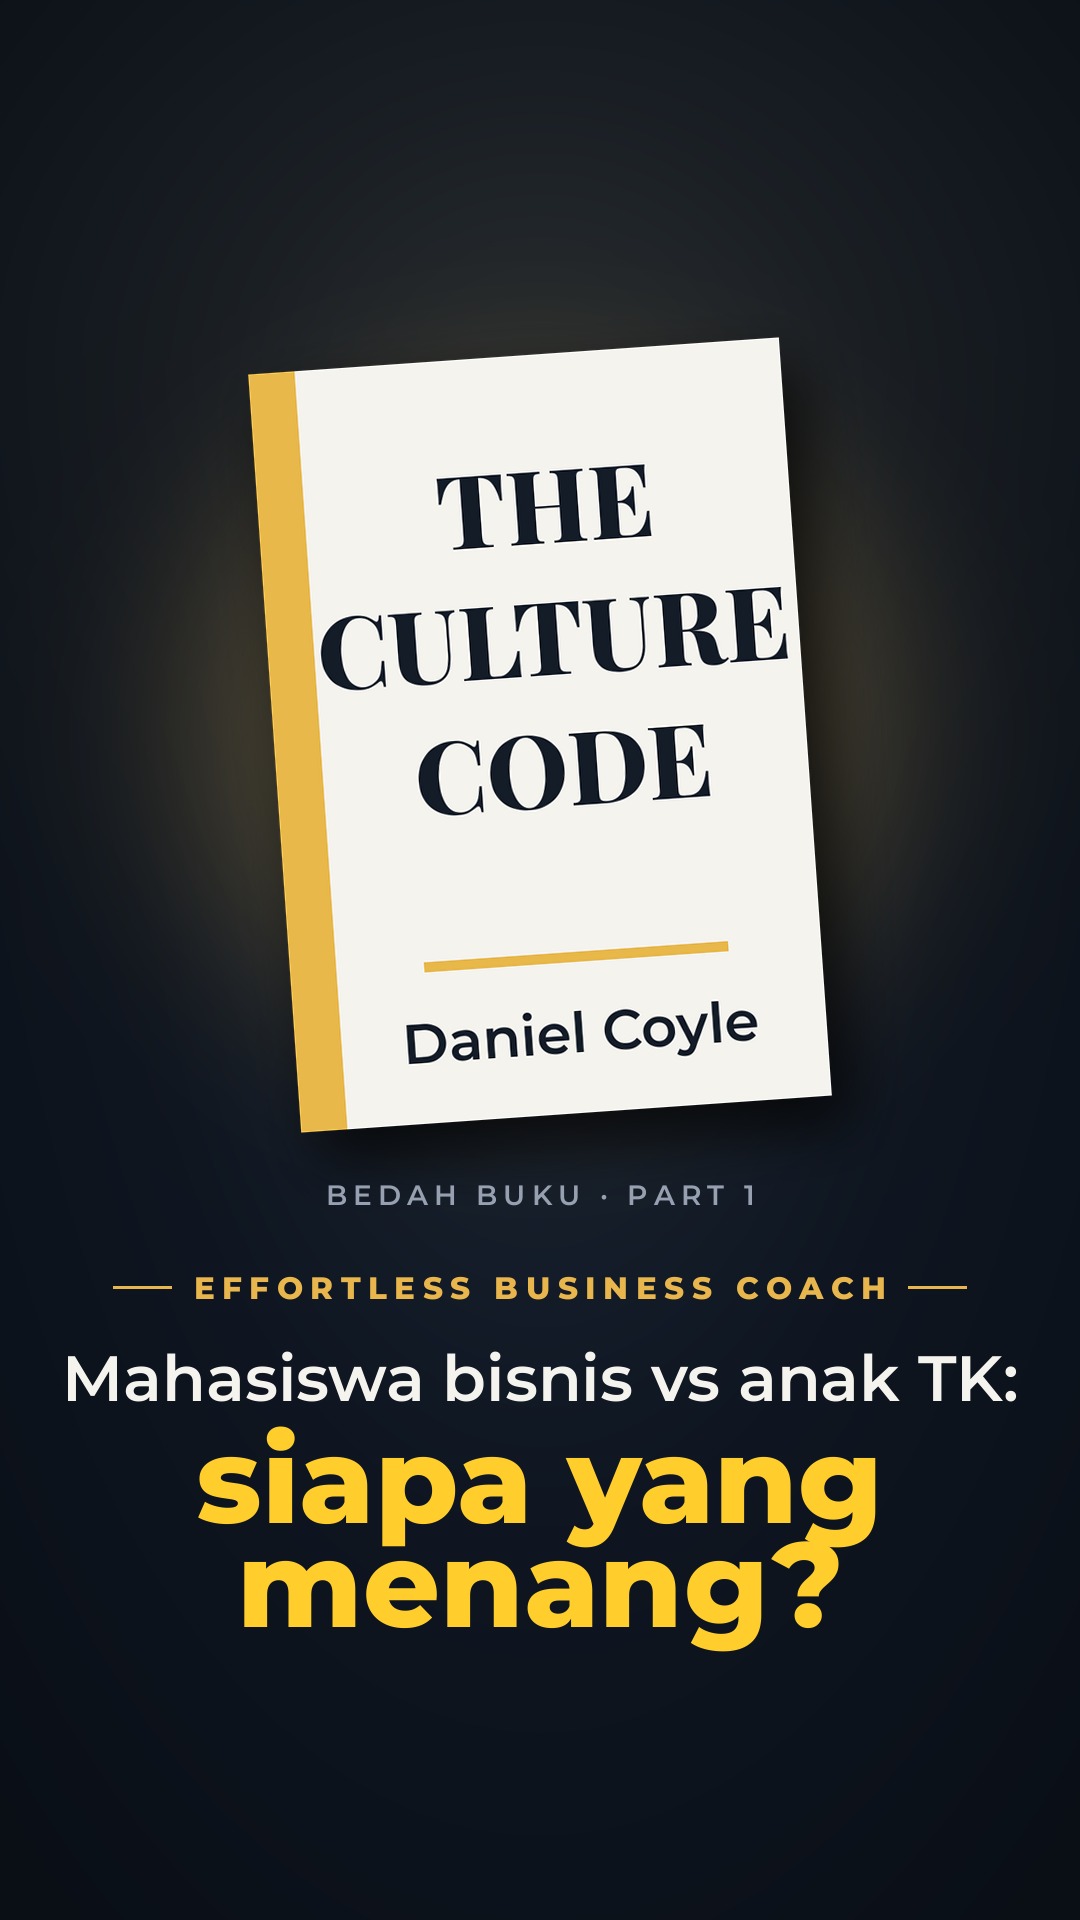 THE
CULTURE
CODE
Daniel Coyle
BEDAH BUKU · PART 1
EFFORTLESS BUSINESS COACH
Mahasiswa bisnis vs anak TK:
siapa yang
menang?